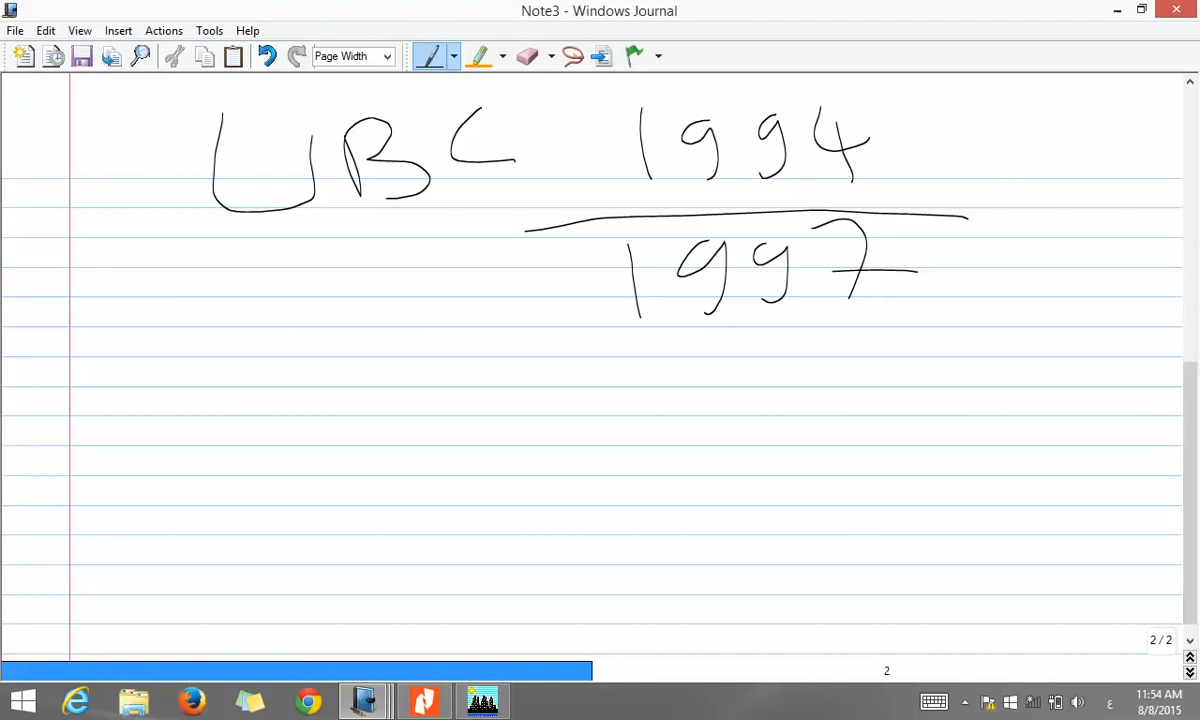 Note3 - Windows Journal
File Edit View Insert Actions Tools Help
Page Width
UBC 1994
1997
2 / 2
2
11:54 AM
ع
8/8/2015